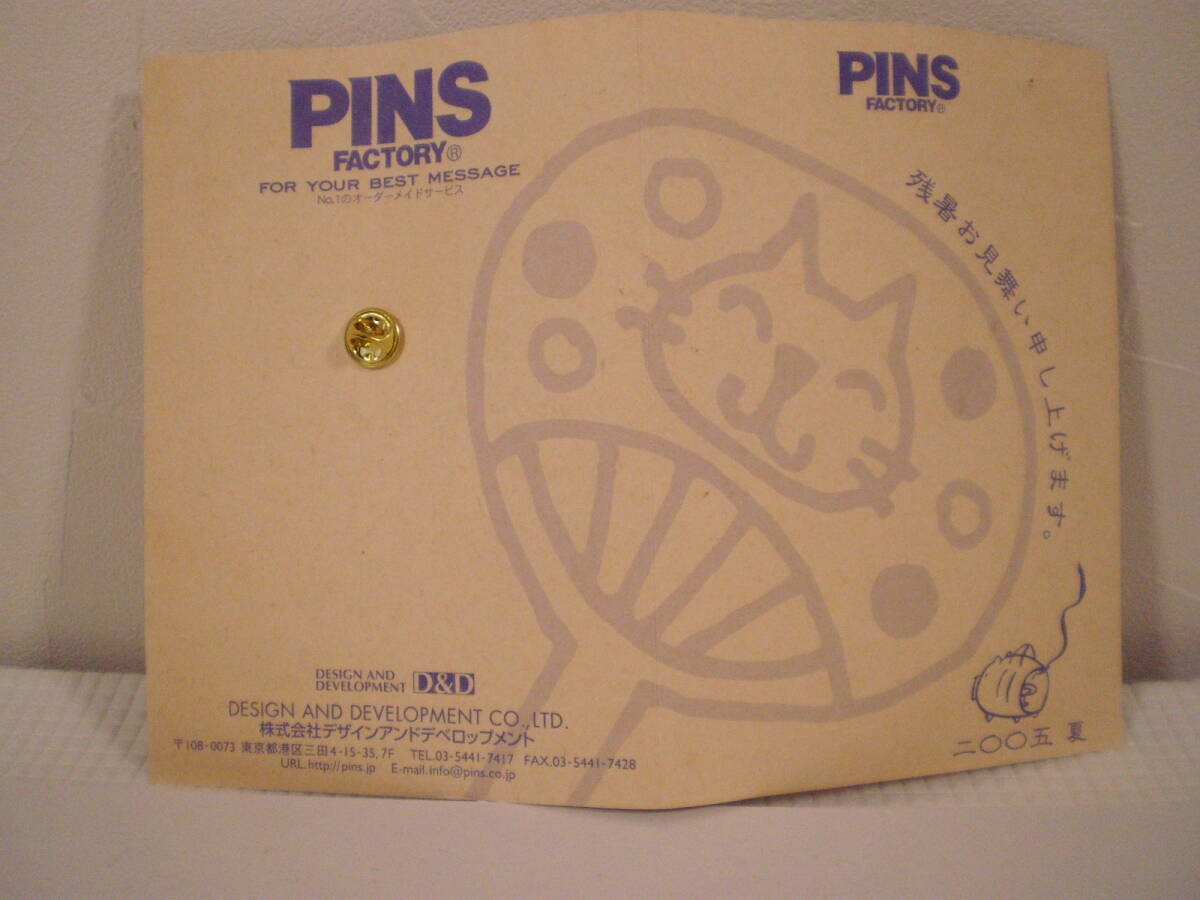 PINS
FACTORY®
FOR YOUR BEST MESSAGE
No.1のオーダーメイドサービス
DESIGN AND
DEVELOPMENT D&D
DESIGN AND DEVELOPMENT CO.,LTD.
株式会社デザインアンドデベロップメント
〒108-0073 東京都港区三田4-15-35,7F TEL.03-5441-7417 FAX.03-5441-7428
URL.http://pins.jp E-mail.info@pins.co.jp
PINS
FACTORY®
残暑お見舞い申し上げます。
二〇〇五 夏